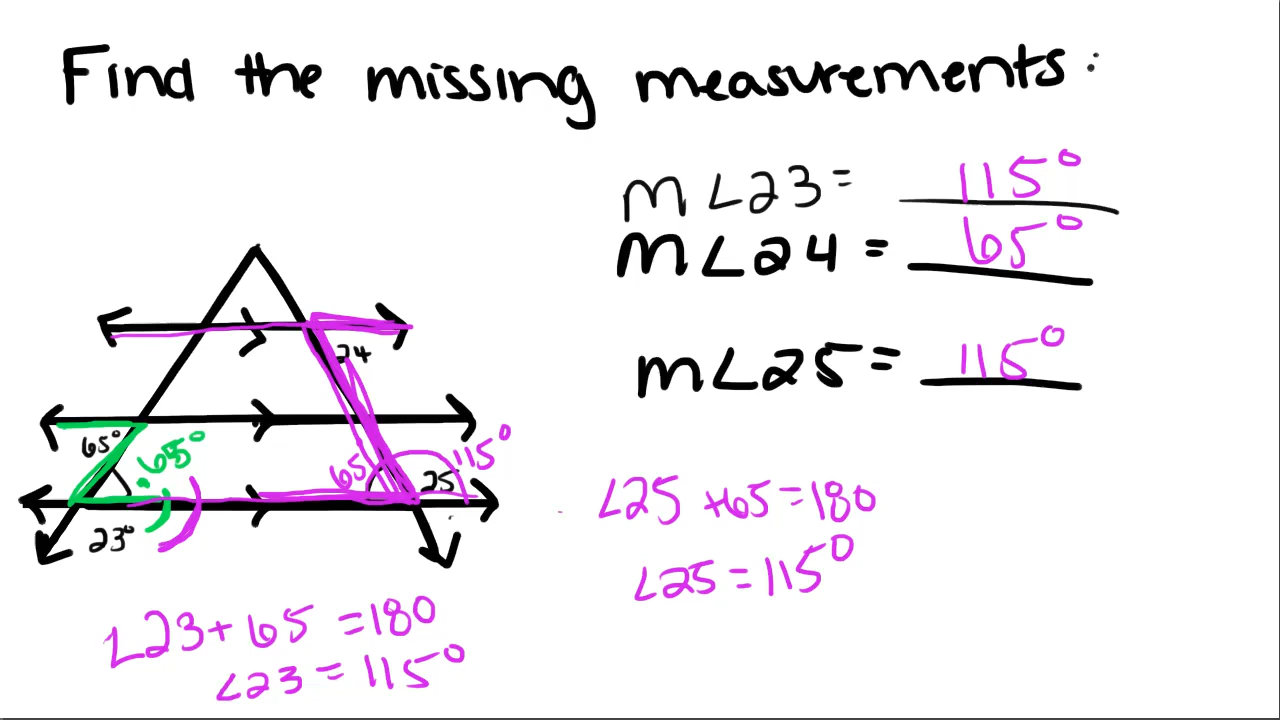 Find the missing measurements:
m∠23= 115°
m∠24 = 65°
m∠25= 115°
24
65°
65°
65
115°
25
23°
∠25 +65=180
∠25=115°
∠23+65=180
∠23=115°